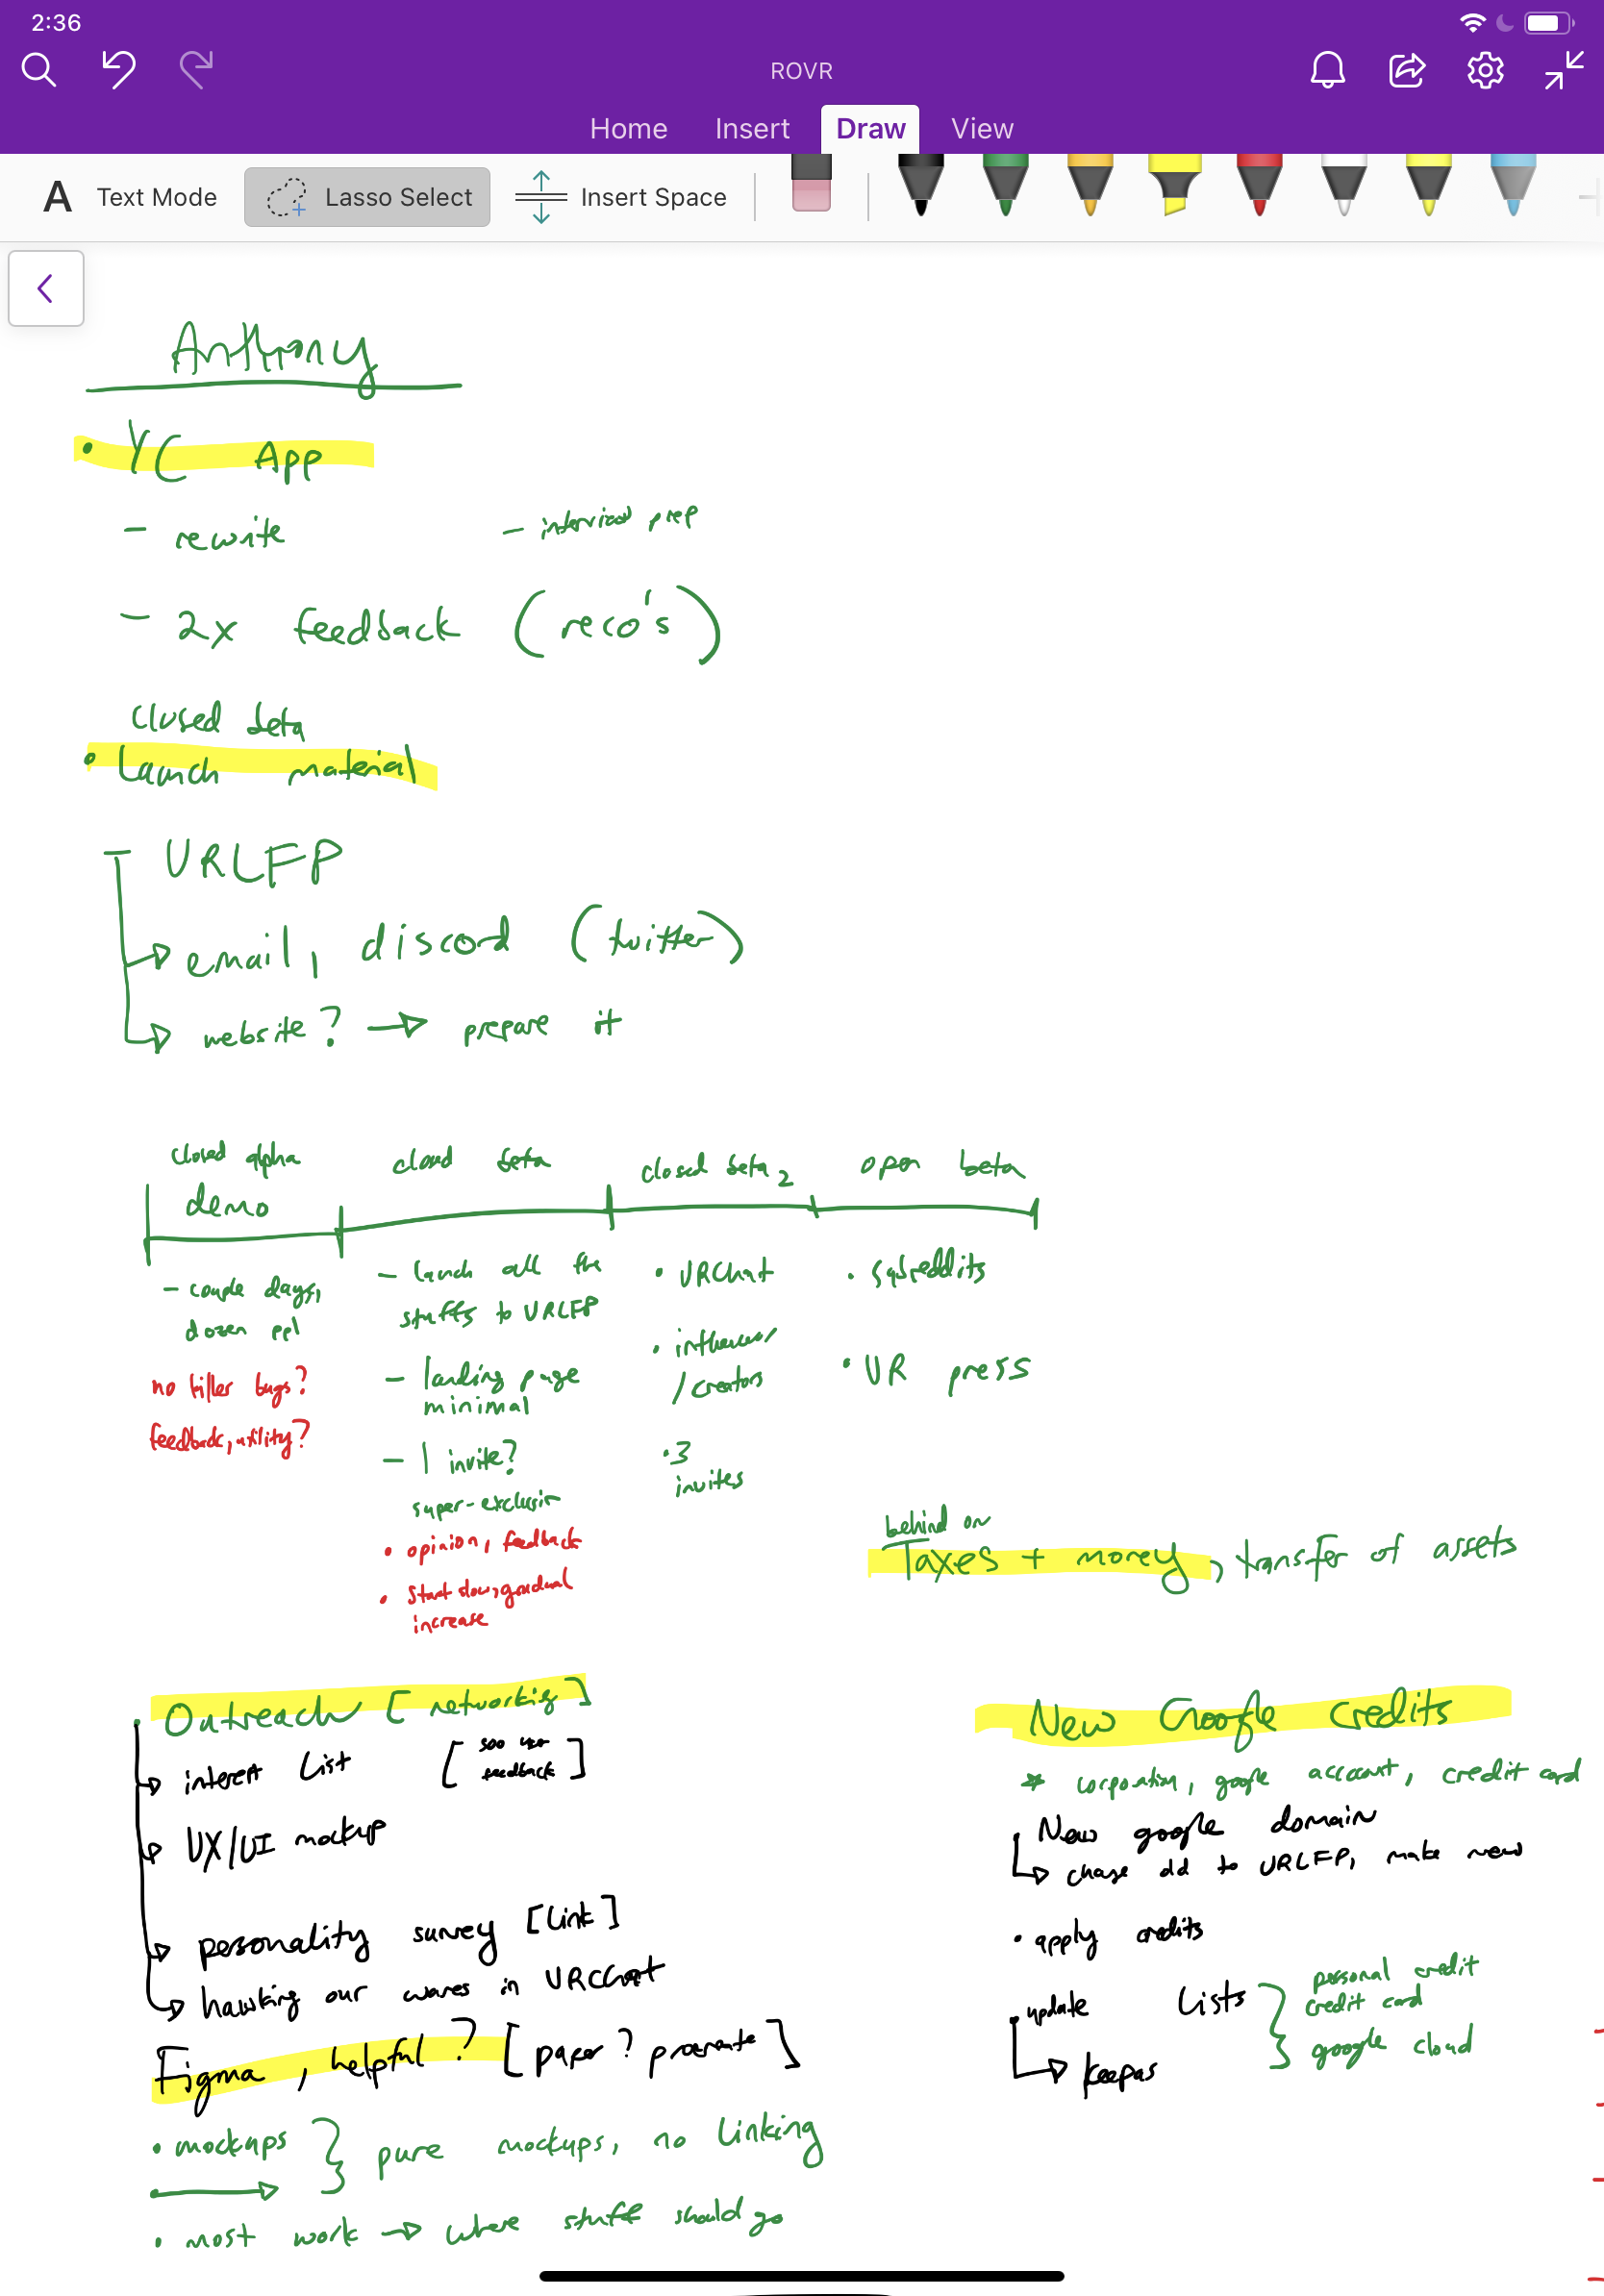 2:36
ROVR
Home Insert Draw View
A Text Mode Lasso Select Insert Space
Anthony
• YC App
- rewrite
- interview prep
- 2x feedback (reco's)
closed beta
• Launch material
- URLFP
→ email, discord (twitter)
→ website? → prepare it
closed alpha
demo
- couple days,
dozen ppl
no killer bugs?
feedback, utility?
closed beta
- launch all the
stuffs to URLFP
- landing page
minimal
- 1 invite?
super-exclusive
• opinion, feedback
• start slow, gradual
increase
closed beta 2
• VRChat
• influencer
/creators
• 3
invites
open beta
• subreddits
• VR press
behind on
Taxes + money, transfer of assets
Outreach [networking]
→ interest list [500 user
feedback]
→ UX/UI mockup
→ personality survey [link]
→ hawking our wares in VRCChat
Figma, helpful? [paper? prorate]
• mockups } pure mockups, no linking
• →
• most work → where stuff should go
New Google Credits
* corporation, google account, credit card
• New google domain
→ change old to URLFP, make new
• apply credits
• update lists } personal credit
credit card
google cloud
→ keepas